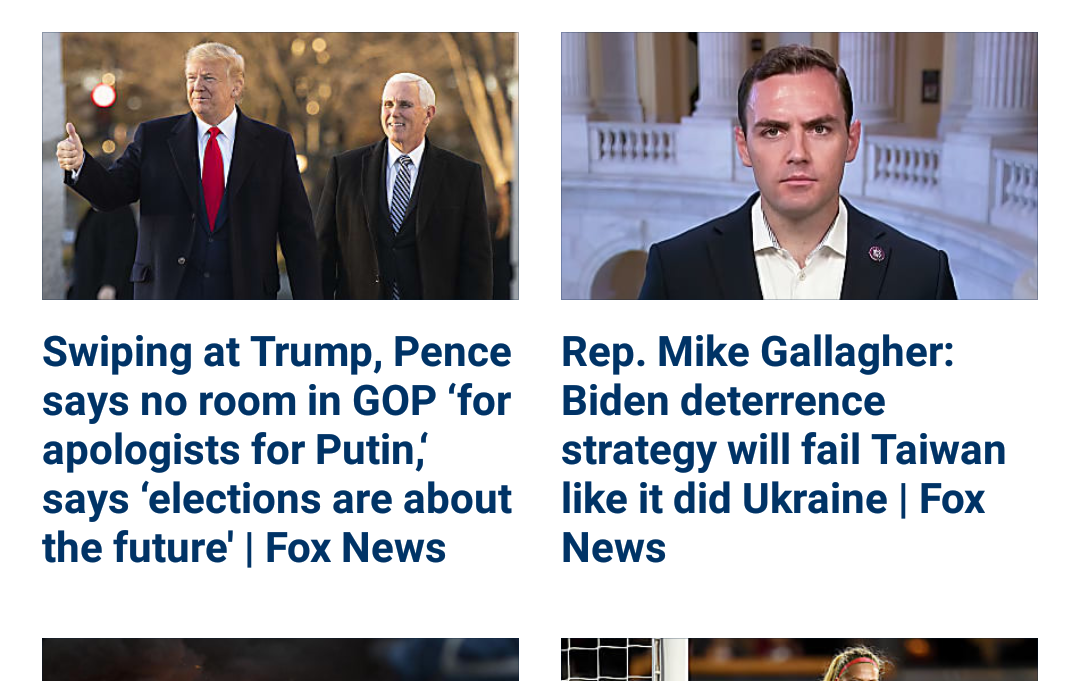 Swiping at Trump, Pence
says no room in GOP ‘for
apologists for Putin,‘
says ‘elections are about
the future' | Fox News
Rep. Mike Gallagher:
Biden deterrence
strategy will fail Taiwan
like it did Ukraine | Fox
News